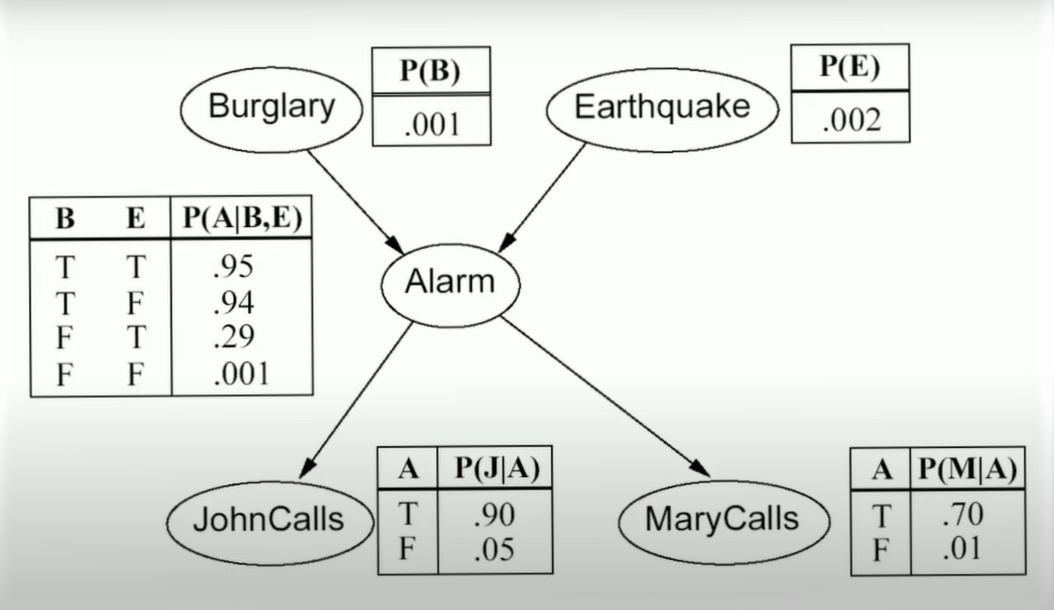 Burglary
P(B)
.001
Earthquake
P(E)
.002
B E P(A|B,E)
T T .95
T F .94
F T .29
F F .001
Alarm
JohnCalls
A P(J|A)
T .90
F .05
MaryCalls
A P(M|A)
T .70
F .01